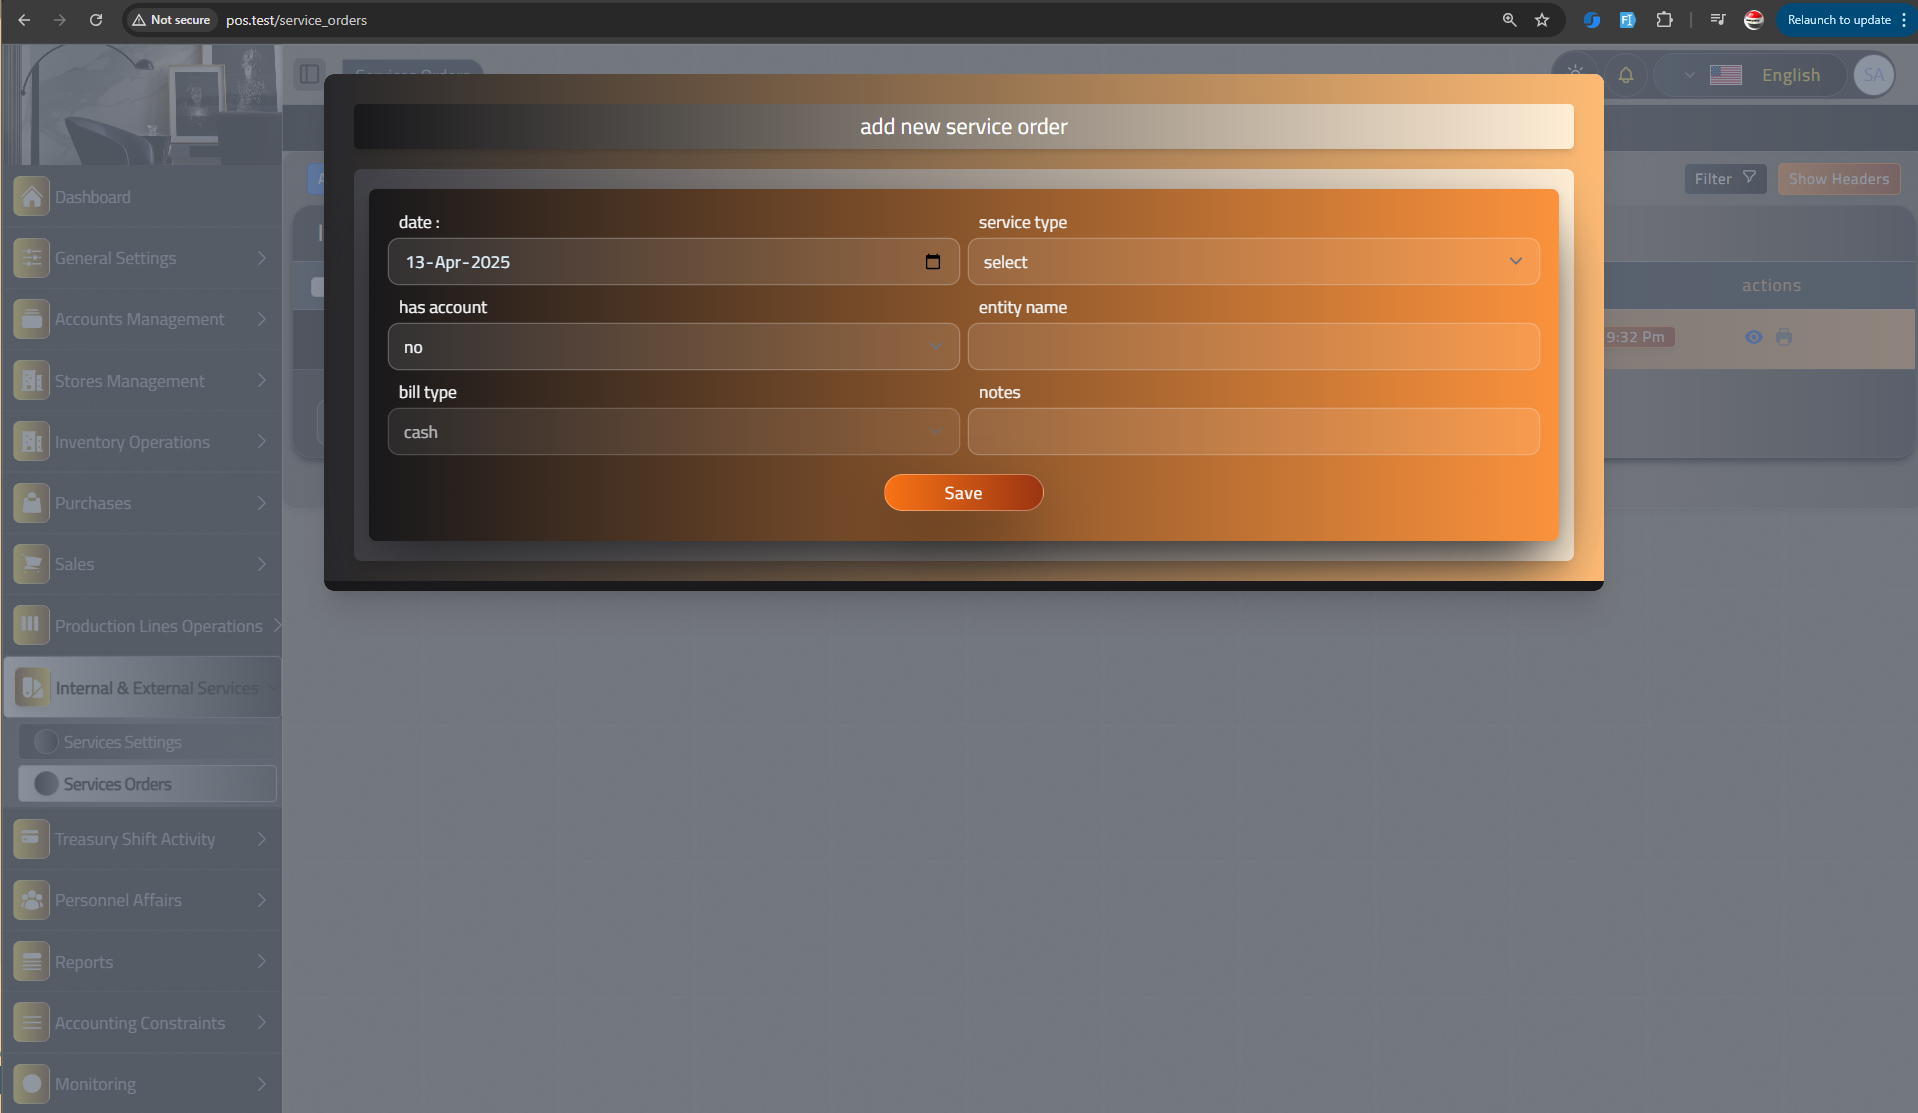 Not secure
pos.test/service_orders
Relaunch to update
Services Orders
English
SA
add new service order
Dashboard
General Settings
Accounts Management
Stores Management
Inventory Operations
Purchases
Sales
Production Lines Operations
Internal & External Services
Services Settings
Services Orders
Treasury Shift Activity
Personnel Affairs
Reports
Accounting Constraints
Monitoring
Filter
Show Headers
date :
service type
13-Apr-2025
select
has account
entity name
no
bill type
notes
cash
Save
actions
9:32 Pm